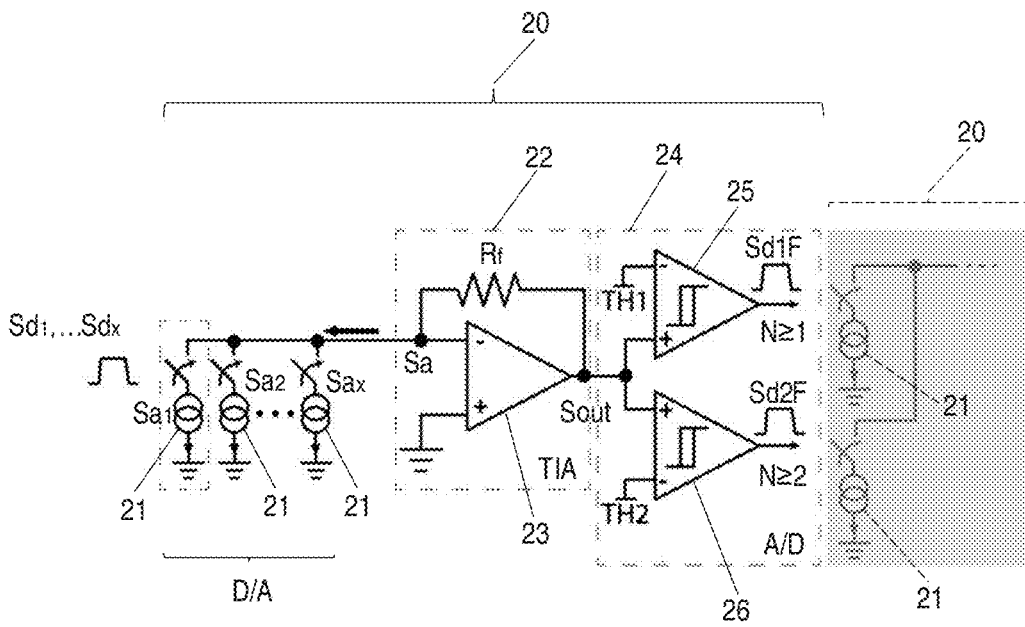 20
20
22
24
25
Rf
Sd1F
TH1
N≥1
Sd1,...Sdx
Sa
Sa1
Sa2
Sax
Sout
Sd2F
21
21
21
21
TIA
TH2
N≥2
23
A/D
D/A
26
21